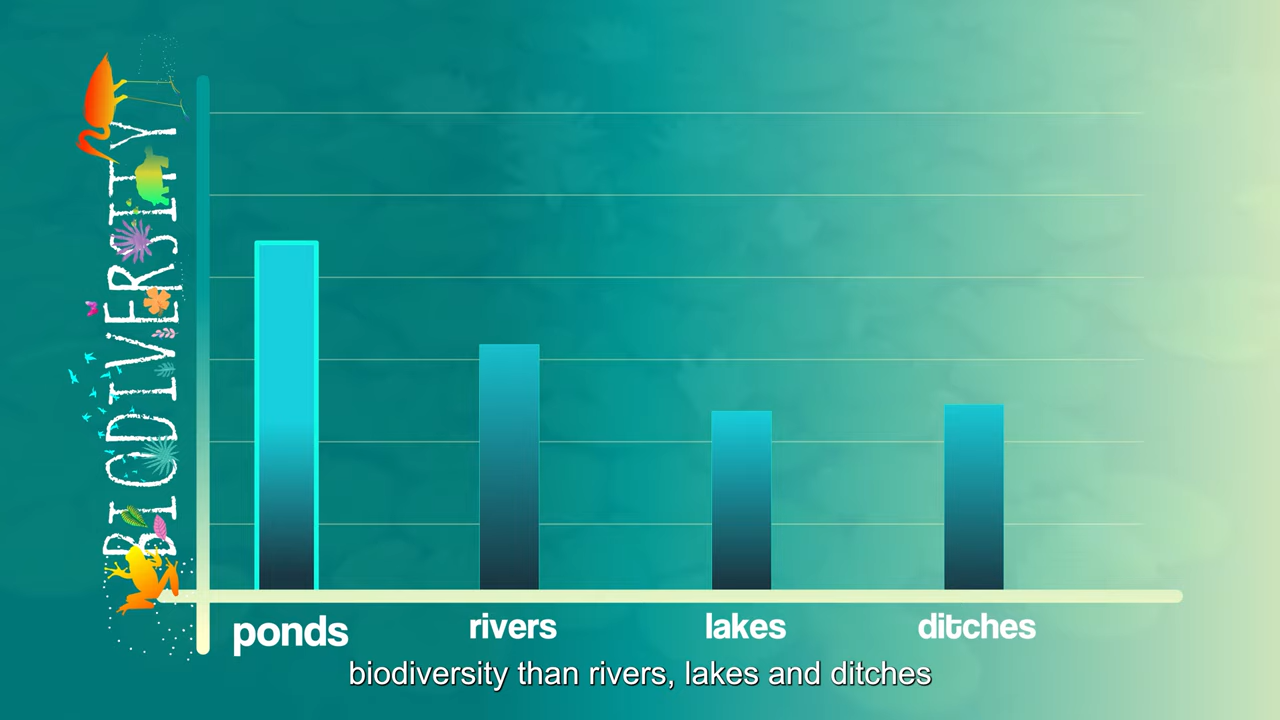 BIODIVERSITY
ponds
rivers
lakes
ditches
biodiversity than rivers, lakes and ditches